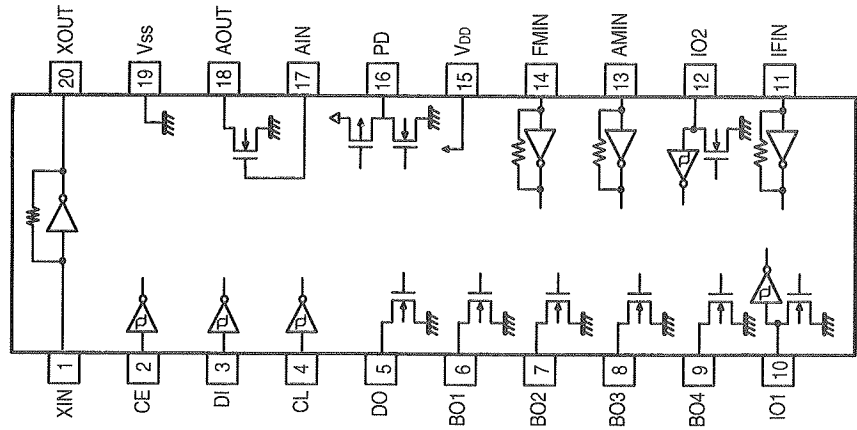 XOUT
20
Vss
19
AOUT
18
AIN
17
PD
16
VDD
15
FMIN
14
AMIN
13
IO2
12
IFIN
11
XIN
1
CE
2
DI
3
CL
4
DO
5
BO1
6
BO2
7
BO3
8
BO4
9
IO1
10